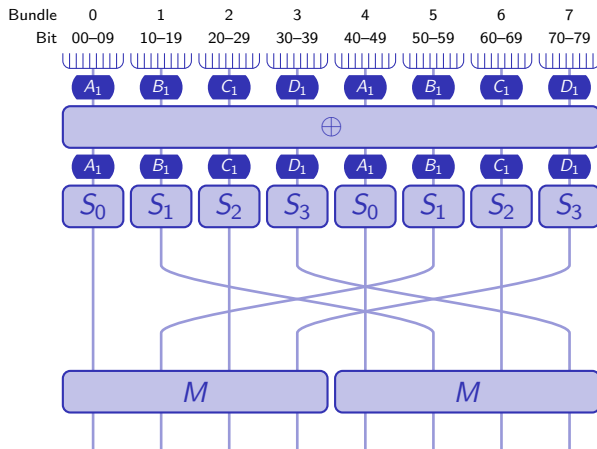 Bundle 0 1 2 3 4 5 6 7
Bit 00–09 10–19 20–29 30–39 40–49 50–59 60–69 70–79
A₁ B₁ C₁ D₁ A₁ B₁ C₁ D₁
⊕
A₁ B₁ C₁ D₁ A₁ B₁ C₁ D₁
S₀ S₁ S₂ S₃ S₀ S₁ S₂ S₃
M M